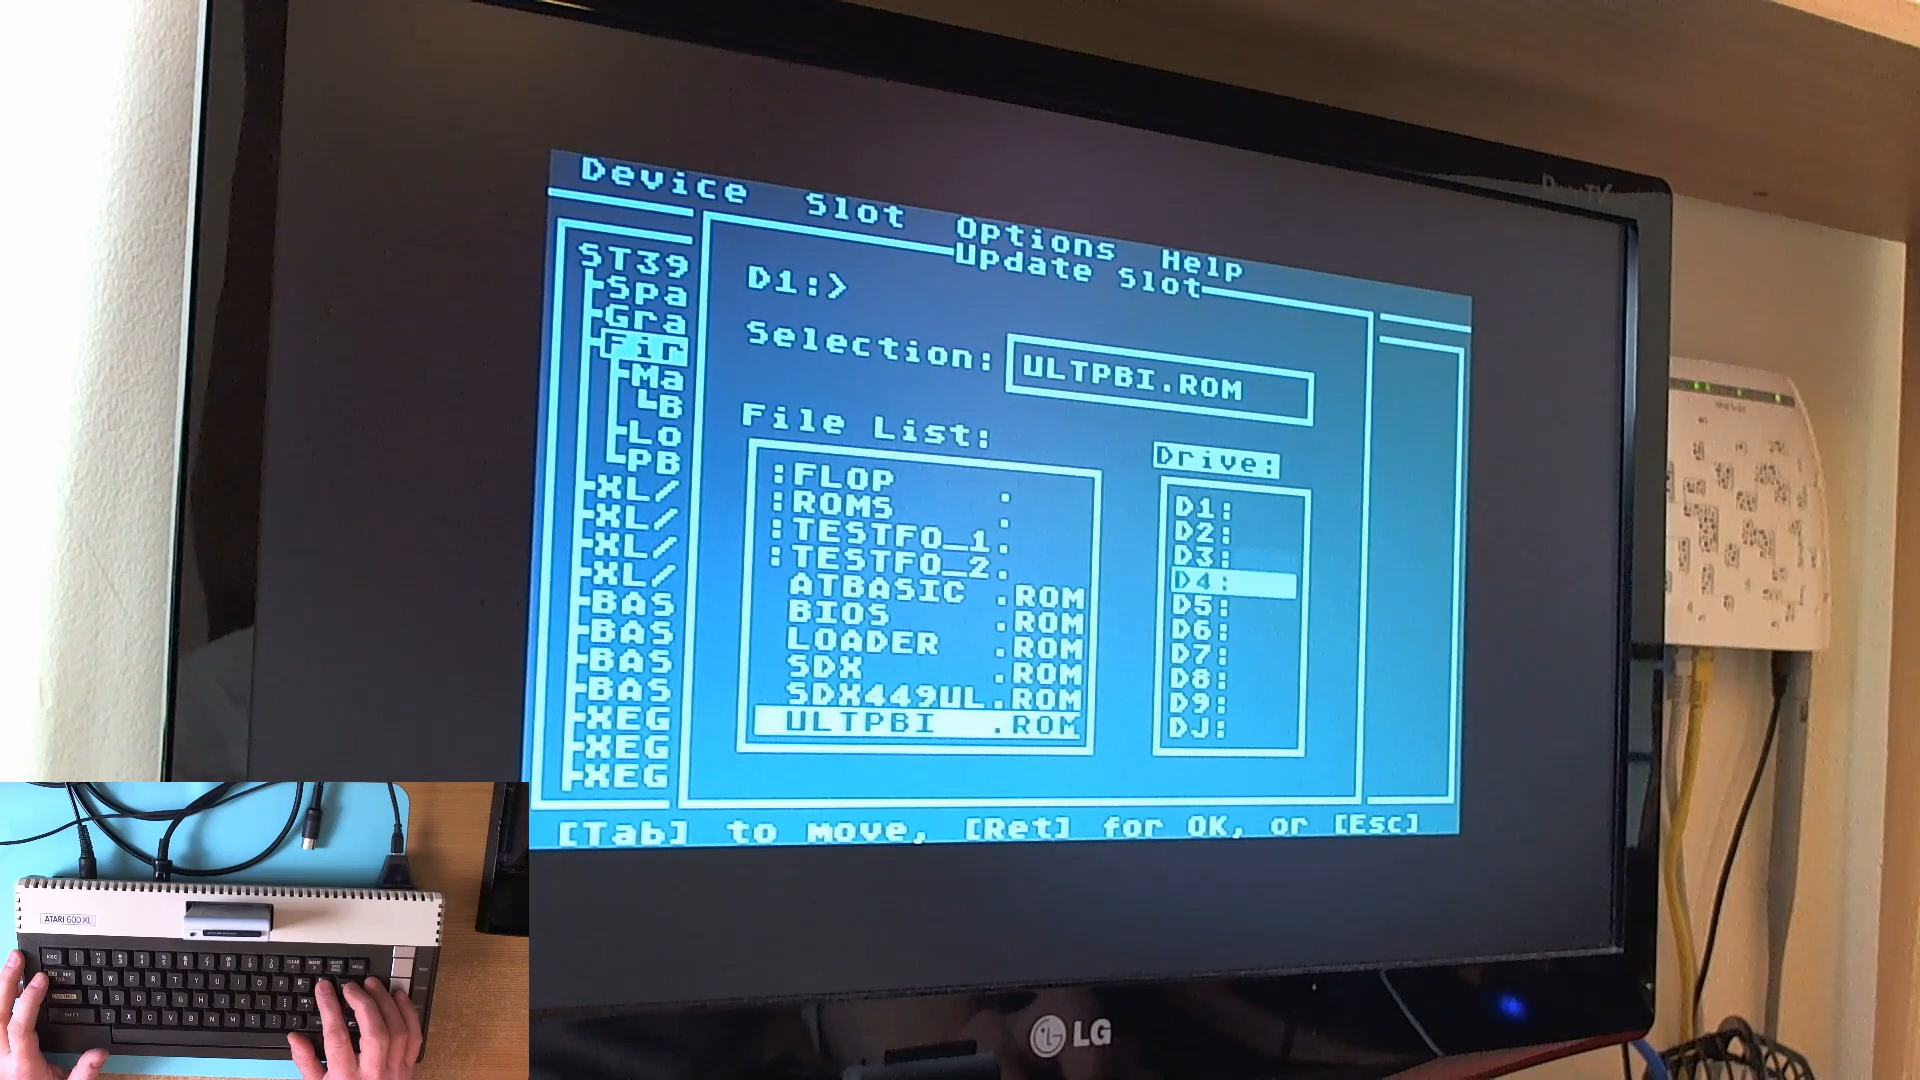 Device Slot Options Help
Update Slot
ST39
Spa
Gra
Fir
Ma
B
Lo
PB
XL/
XL/
XL/
XL/
BAS
BAS
BAS
BAS
XEG
XEG
XEG
D1:>
Selection: ULTPBI.ROM
File List:
:FLOP .
:ROMS .
:TESTFO_1.
:TESTFO_2.
ATBASIC .ROM
BIOS .ROM
LOADER .ROM
SDX .ROM
SDX449UL.ROM
ULTPBI .ROM
Drive:
D1:
D2:
D3:
D4:
D5:
D6:
D7:
D8:
D9:
DJ:
[Tab] to move, [Ret] for OK, or [Esc]
LG
ATARI 600 XL